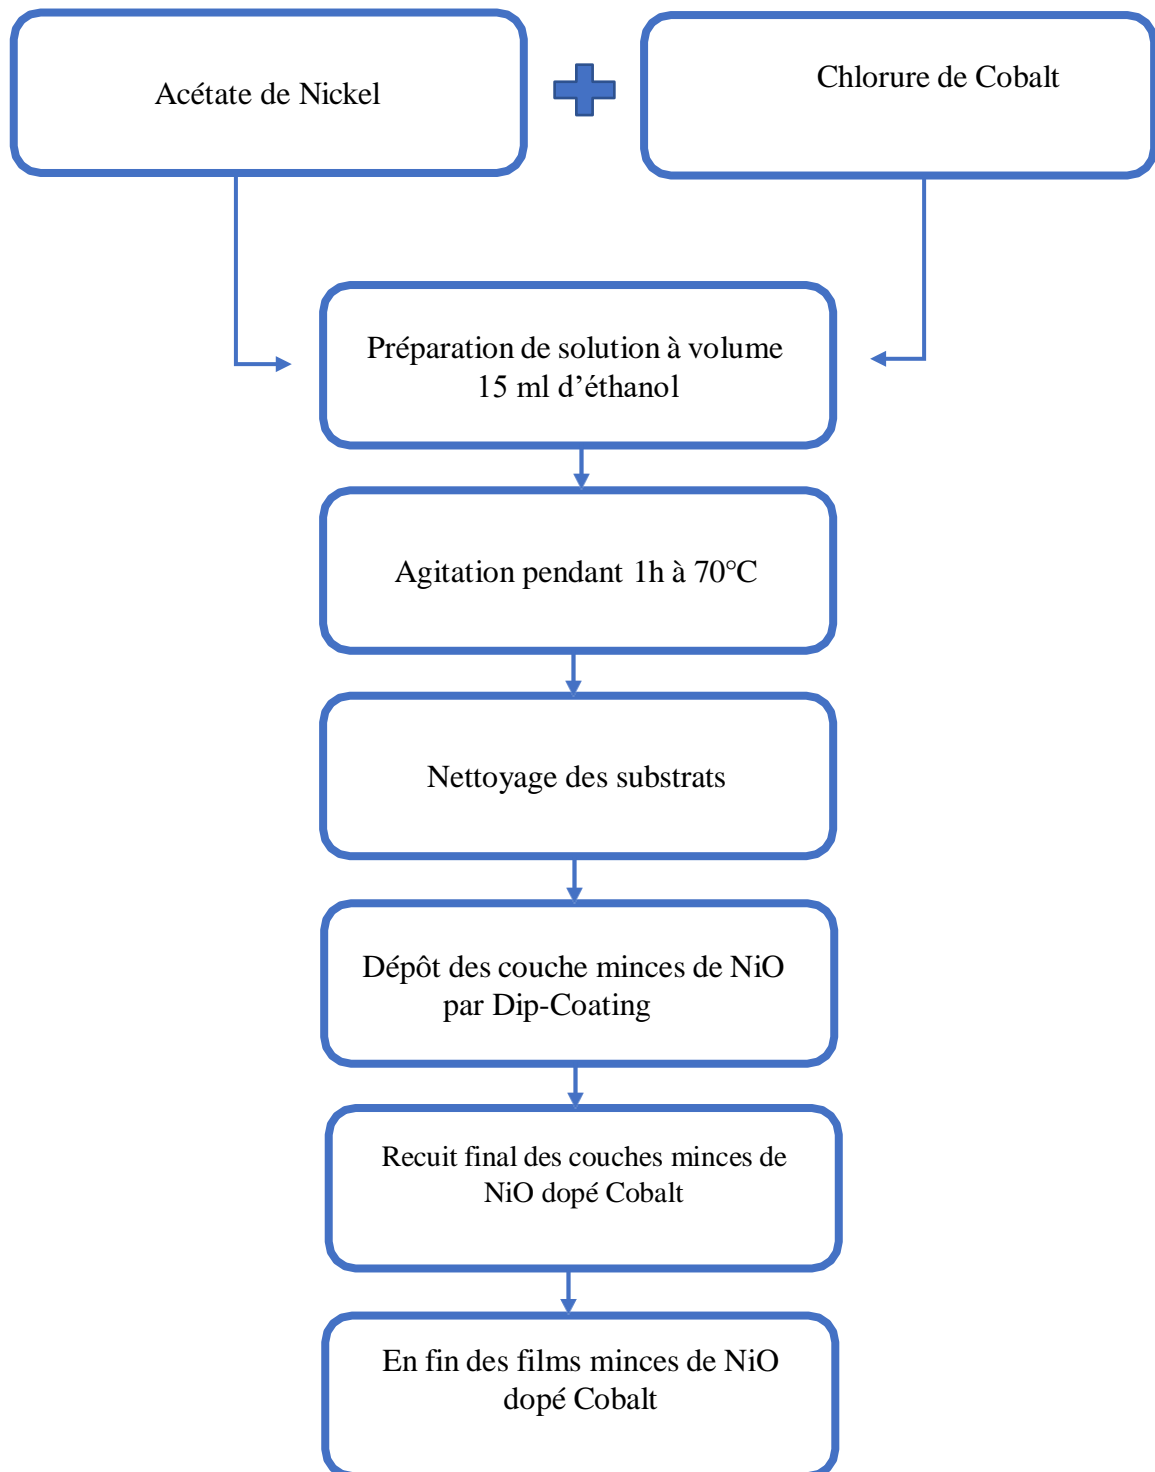 Acétate de Nickel
Chlorure de Cobalt
Préparation de solution à volume
15 ml d’éthanol
Agitation pendant 1h à 70°C
Nettoyage des substrats
Dépôt des couche minces de NiO
par Dip-Coating
Recuit final des couches minces de
NiO dopé Cobalt
En fin des films minces de NiO
dopé Cobalt